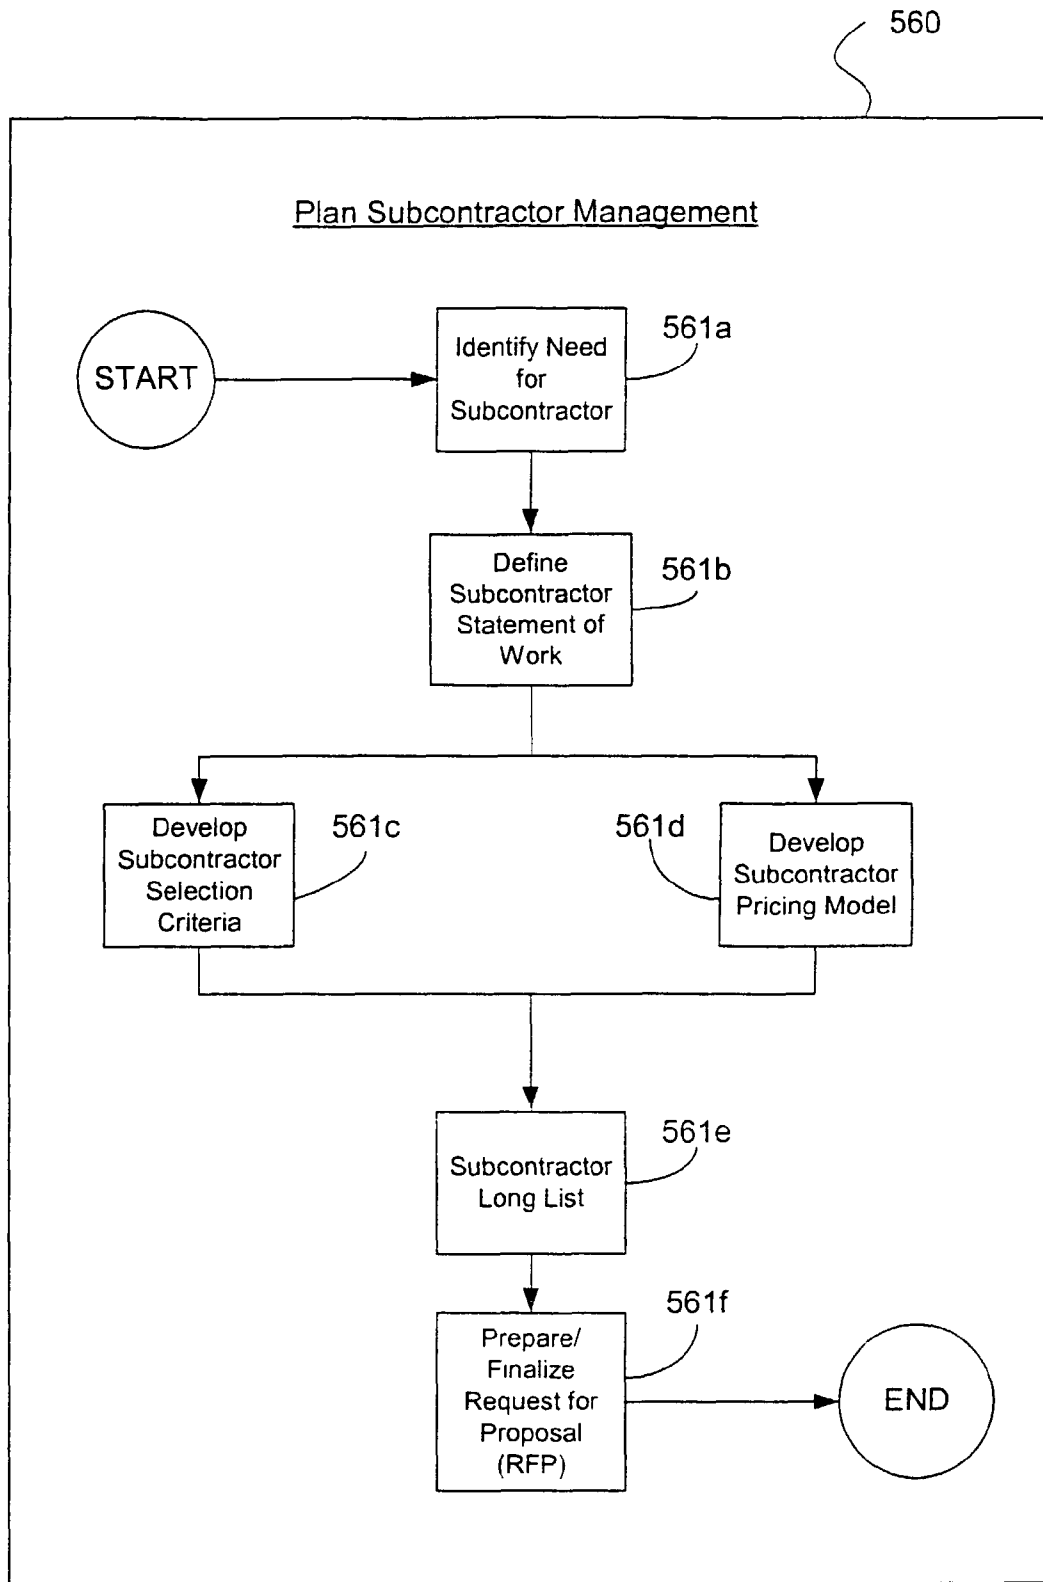 560
Plan Subcontractor Management
START
Identify Need
for
Subcontractor
561a
Define
Subcontractor
Statement of
Work
561b
Develop
Subcontractor
Selection
Criteria
561c
561d
Develop
Subcontractor
Pricing Model
Subcontractor
Long List
561e
Prepare/
Finalize
Request for
Proposal
(RFP)
561f
END